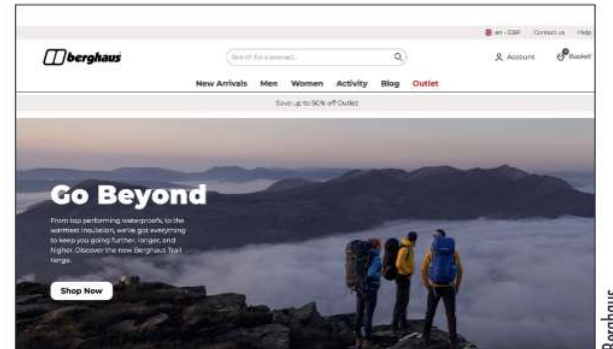 en - GBP Contact us Help
berghaus
Search for a
Account
Basket
New Arrivals Men Women Activity Blog Outlet
Save up to 50% off Outlet
Go Beyond
From top performing waterproofs, to the
warmest insulation, we've got everything
to keep you going further, longer, and
higher. Discover the new Berghaus Trail
range.
Shop Now
Berghaus